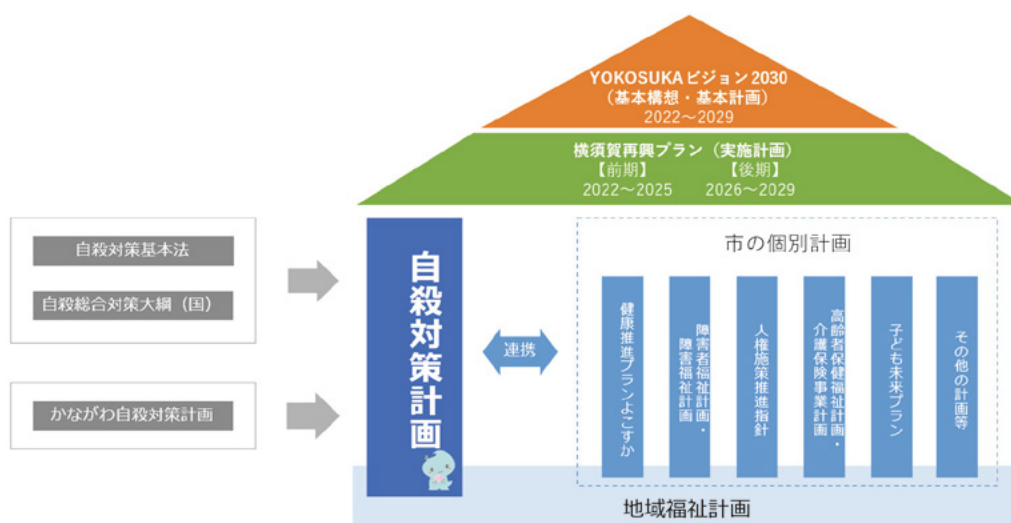 YOKOSUKAビジョン2030
(基本構想・基本計画)
2022～2029
横須賀再興プラン(実施計画)
【前期】 【後期】
2022～2025 2026～2029
自殺対策基本法
自殺総合対策大綱(国)
かながわ自殺対策計画
自殺対策計画
連携
市の個別計画
健康推進プランよこすか
障害者福祉計画・
障害福祉計画
人権施策推進指針
高齢者保健福祉計画・
介護保険事業計画
子ども未来プラン
その他の計画等
地域福祉計画